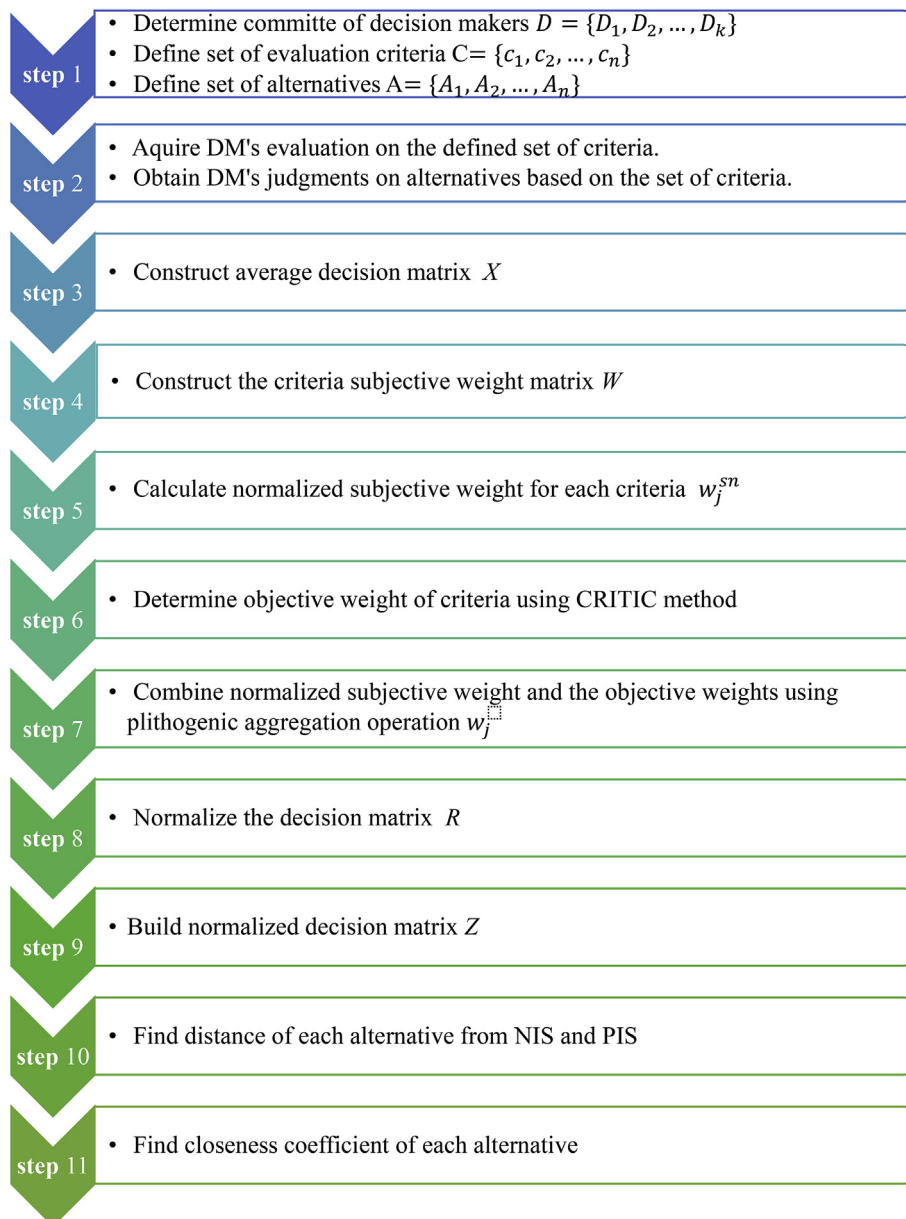 step 1
• Determine committe of decision makers D = {D₁, D₂, ... , Dₖ}
• Define set of evaluation criteria C= {c₁, c₂, ... , cₙ}
• Define set of alternatives A= {A₁, A₂, ... , Aₙ}
step 2
• Aquire DM's evaluation on the defined set of criteria.
• Obtain DM's judgments on alternatives based on the set of criteria.
step 3
• Construct average decision matrix X
step 4
• Construct the criteria subjective weight matrix W
step 5
• Calculate normalized subjective weight for each criteria w_j^{sn}
step 6
• Determine objective weight of criteria using CRITIC method
step 7
• Combine normalized subjective weight and the objective weights using
plithogenic aggregation operation w_j^⬚
step 8
• Normalize the decision matrix R
step 9
• Build normalized decision matrix Z
step 10
• Find distance of each alternative from NIS and PIS
step 11
• Find closeness coefficient of each alternative